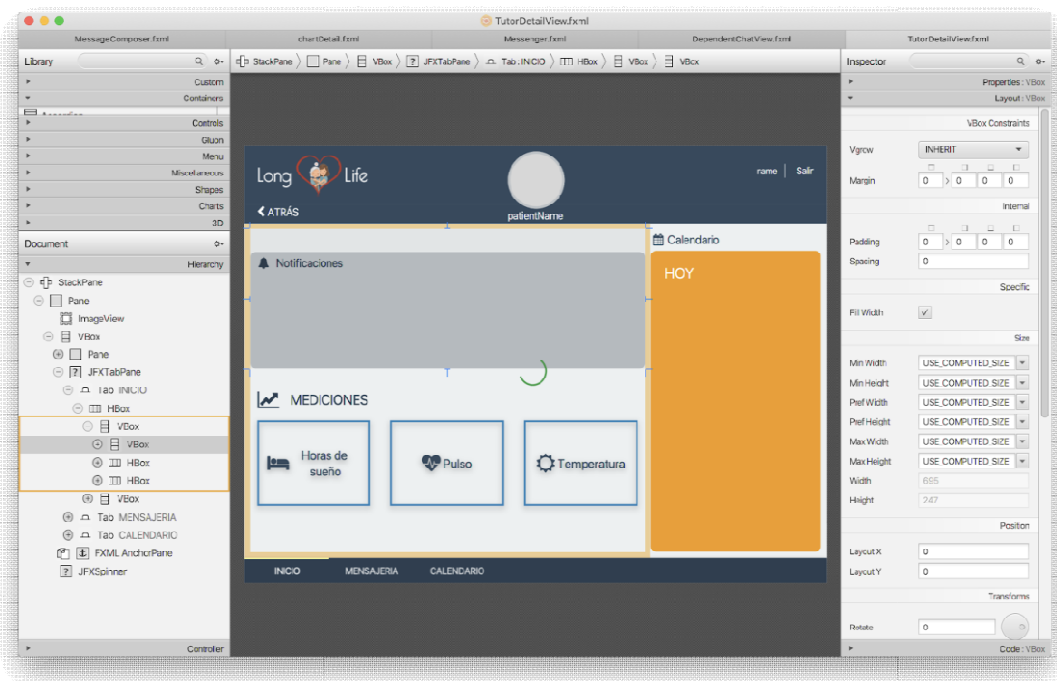 TutorDetailView.fxml
MessageComposer.fxml chartDetail.fxml Messenger.fxml DependentChatView.fxml TutorDetailView.fxml
Library
StackPane Pane VBox ? JFXTabPane Tab : INICIO HBox VBox VBox
Inspector
Custom
Containers
Controls
Gluon
Menu
Miscellaneous
Shapes
Charts
3D
Document
Hierarchy
StackPane
Pane
ImageView
VBox
Pane
? JFXTabPane
Tab INICIO
HBox
VBox
VBox
HBox
HBox
VBox
Tab MENSAJERIA
Tab CALENDARIO
FXML AnchorPane
? JFXSpinner
Controller
Long Life
name | Salir
ATRÁS
patientName
Notificaciones
Calendario
HOY
MEDICIONES
Horas de
sueño
Pulso
Temperatura
INICIO MENSAJERIA CALENDARIO
Properties : VBox
Layout : VBox
VBox Constraints
Vgrow INHERIT
Margin 0 > 0 0 0
Internal
Padding 0 > 0 0 0
Spacing 0
Specific
Fill Width
Size
Min Width USE_COMPUTED_SIZE
Min Height USE_COMPUTED_SIZE
Pref Width USE_COMPUTED_SIZE
Pref Height USE_COMPUTED_SIZE
Max Width USE_COMPUTED_SIZE
Max Height USE_COMPUTED_SIZE
Width 695
Height 247
Position
Layout X 0
Layout Y 0
Transforms
Rotate 0
Code : VBox